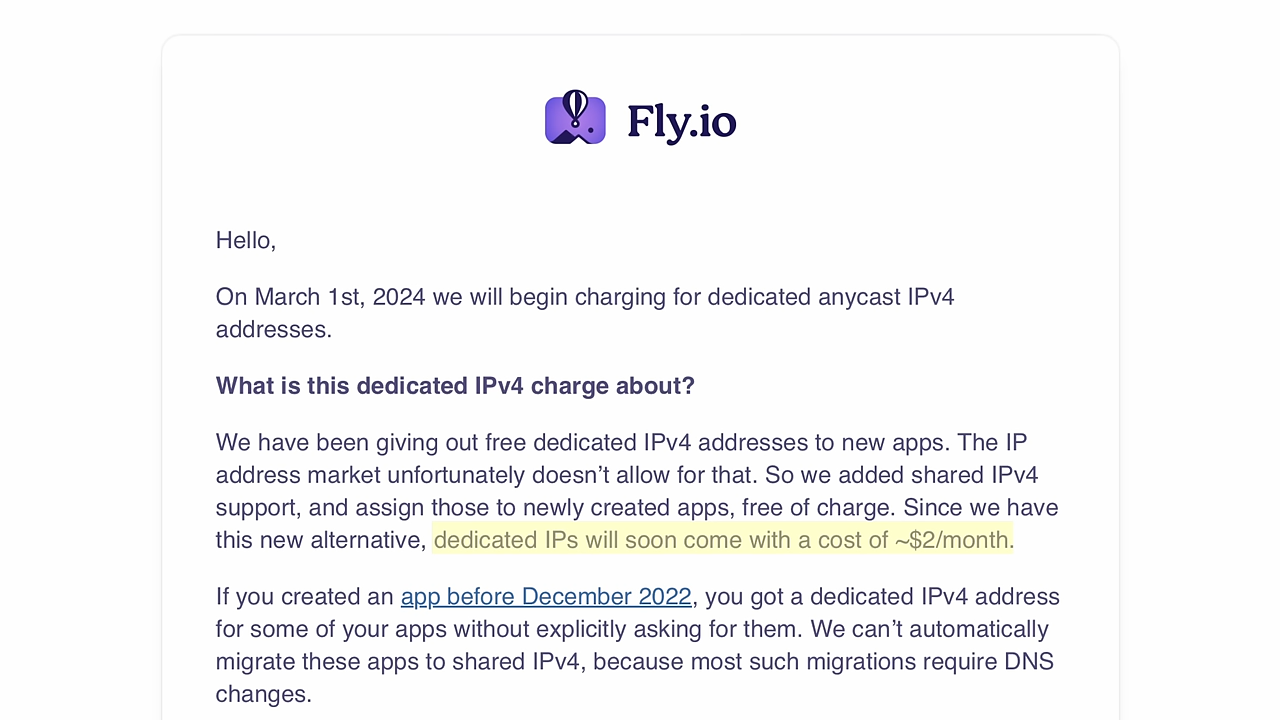 Fly.io
Hello,
On March 1st, 2024 we will begin charging for dedicated anycast IPv4
addresses.
What is this dedicated IPv4 charge about?
We have been giving out free dedicated IPv4 addresses to new apps. The IP
address market unfortunately doesn’t allow for that. So we added shared IPv4
support, and assign those to newly created apps, free of charge. Since we have
this new alternative, dedicated IPs will soon come with a cost of ~$2/month.
If you created an app before December 2022, you got a dedicated IPv4 address
for some of your apps without explicitly asking for them. We can’t automatically
migrate these apps to shared IPv4, because most such migrations require DNS
changes.